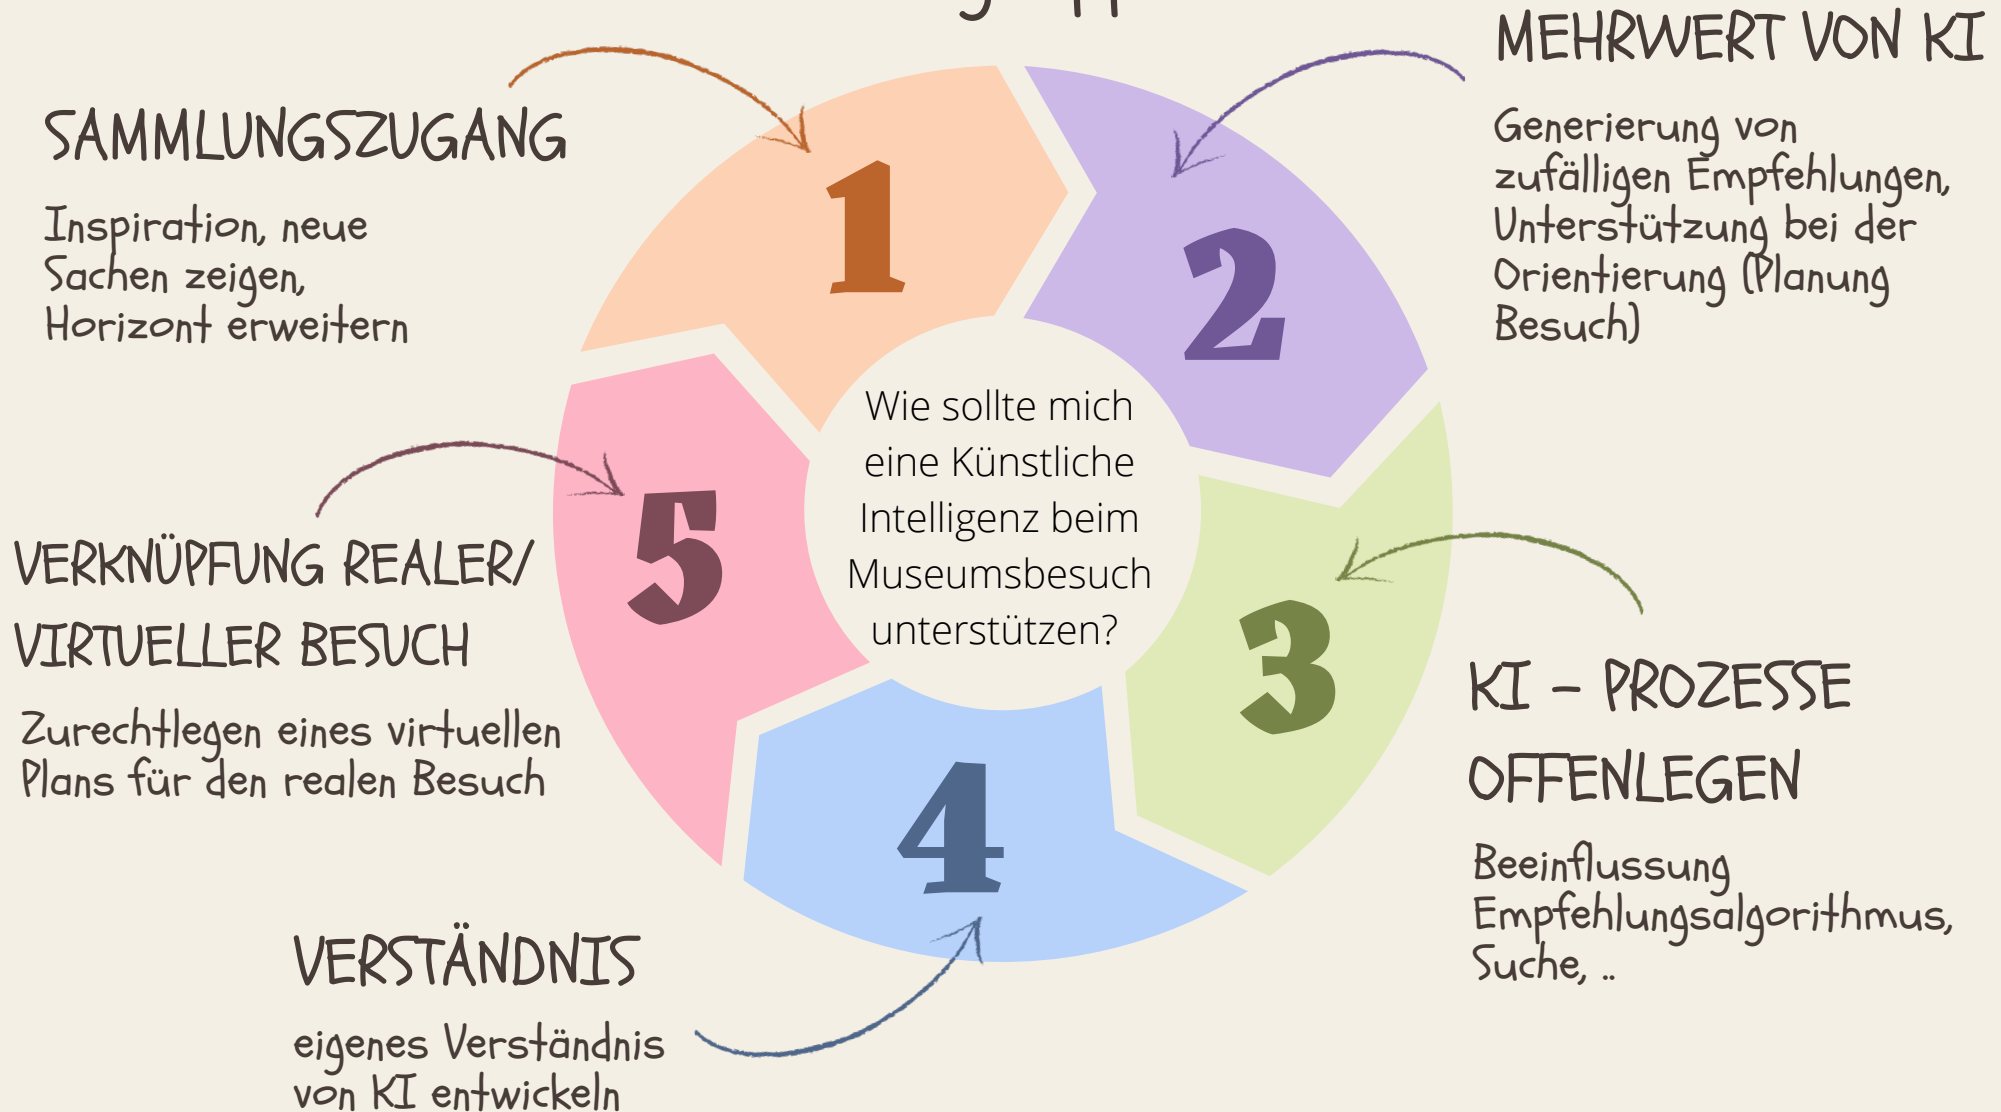 SAMMLUNGSZUGANG
Inspiration, neue
Sachen zeigen,
Horizont erweitern
1
MEHRWERT VON KI
Generierung von
zufälligen Empfehlungen,
Unterstützung bei der
Orientierung (Planung
Besuch)
2
Wie sollte mich
eine Künstliche
Intelligenz beim
Museumsbesuch
unterstützen?
3
KI - PROZESSE
OFFENLEGEN
Beeinflussung
Empfehlungsalgorithmus,
Suche, ..
4
VERSTÄNDNIS
eigenes Verständnis
von KI entwickeln
5
VERKNÜPFUNG REALER/
VIRTUELLER BESUCH
Zurechtlegen eines virtuellen
Plans für den realen Besuch